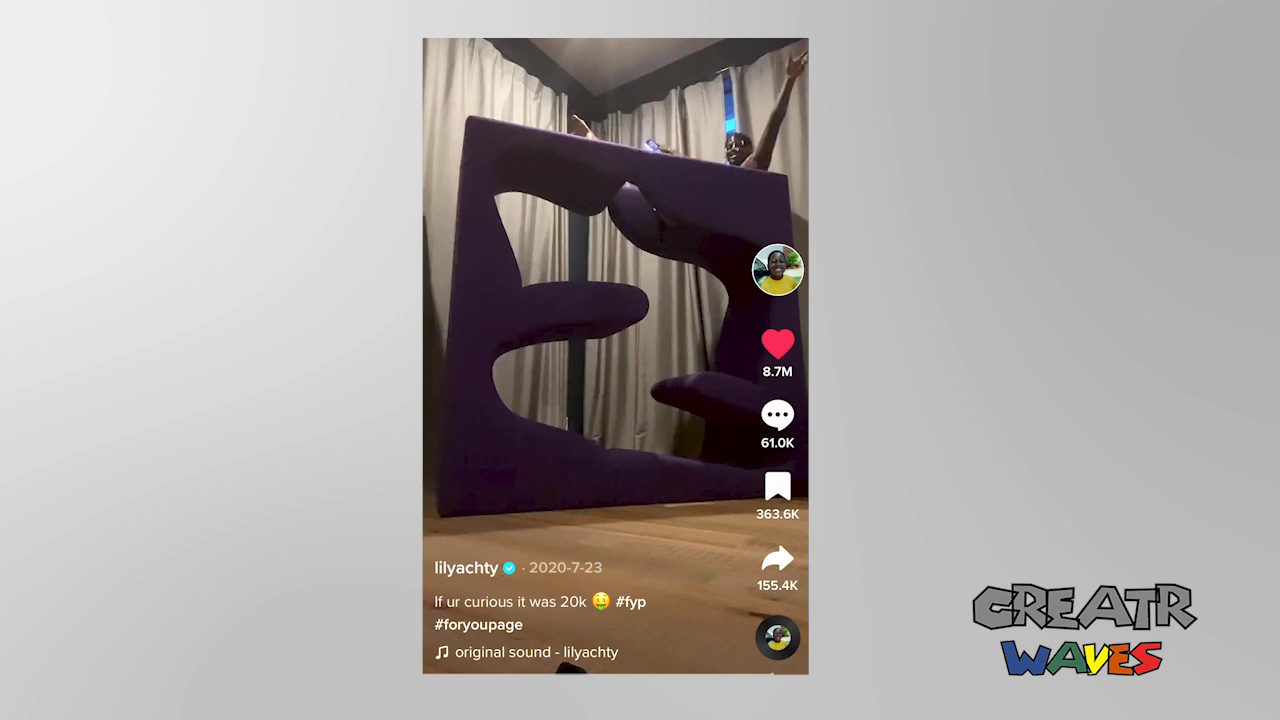 8.7M
61.0K
363.6K
155.4K
lilyachty · 2020-7-23
If ur curious it was 20k 🤑 #fyp
#foryoupage
original sound - lilyachty
CREATR
WAVES